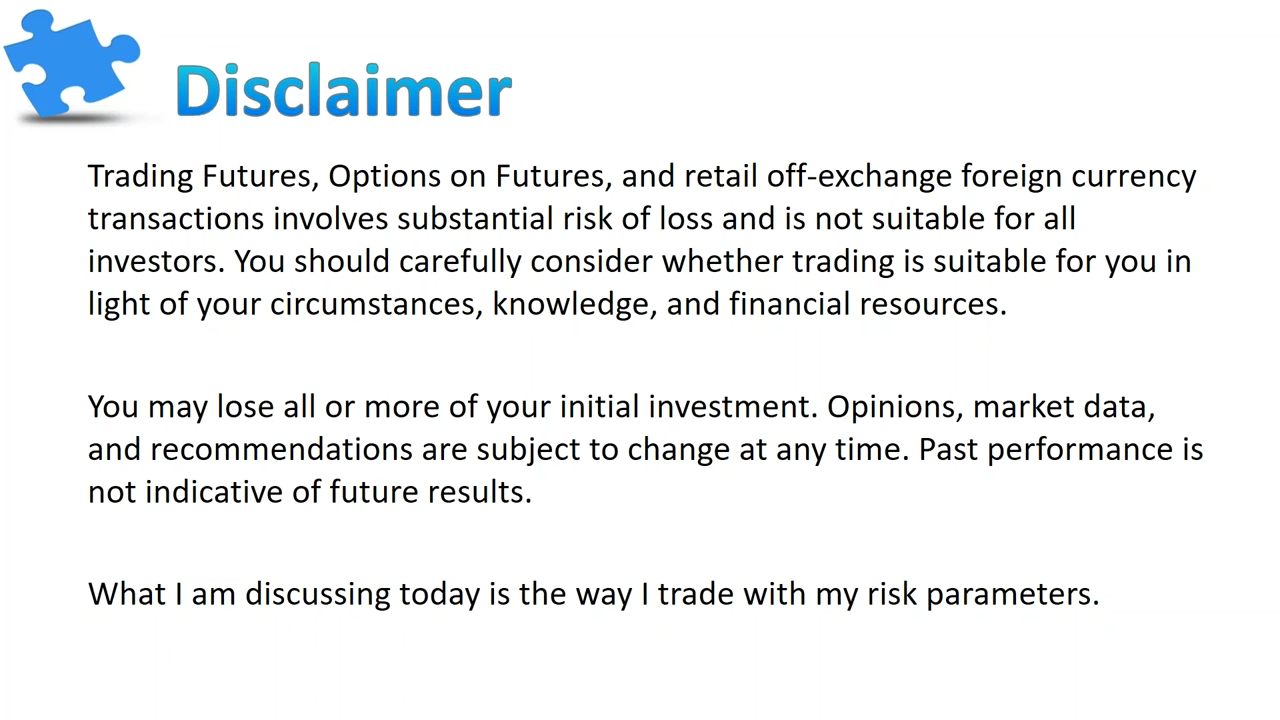 Disclaimer
Trading Futures, Options on Futures, and retail off-exchange foreign currency
transactions involves substantial risk of loss and is not suitable for all
investors. You should carefully consider whether trading is suitable for you in
light of your circumstances, knowledge, and financial resources.
You may lose all or more of your initial investment. Opinions, market data,
and recommendations are subject to change at any time. Past performance is
not indicative of future results.
What I am discussing today is the way I trade with my risk parameters.